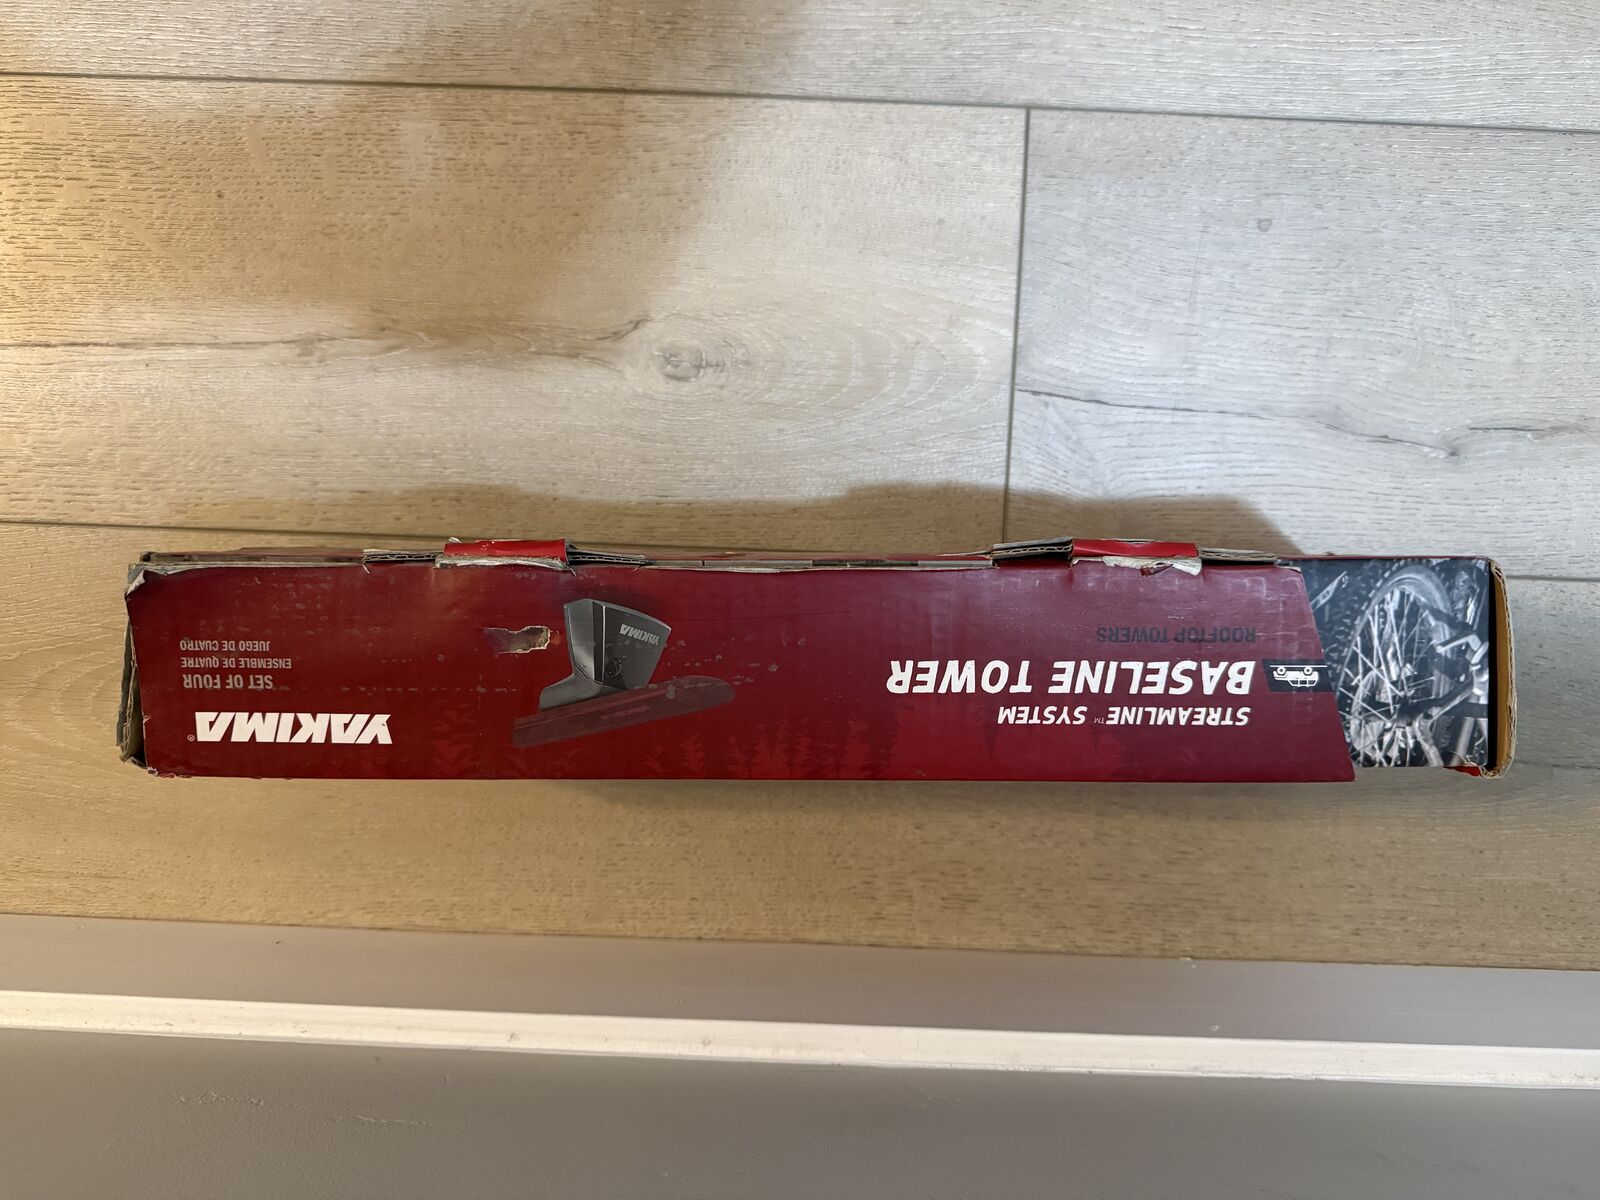 STREAMLINE™ SYSTEM
BASELINE TOWER
ROOFTOP TOWERS
YAKIMA
YAKIMA®
SET OF FOUR
ENSEMBLE DE QUATRE
JUEGO DE CUATRO